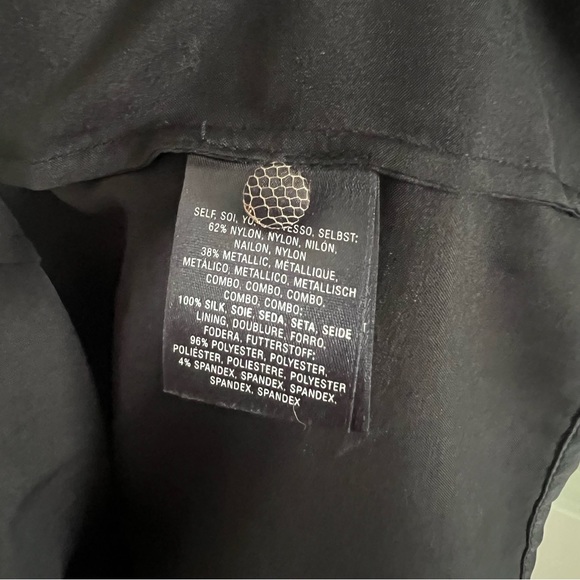 SELF, SOI, ESSO, SELBST:
62% NYLON, NYLON, NILÓN,
NAILON, NYLON
38% METALLIC, MÉTALLIQUE,
METÁLICO, METALLICO, METALLISCH
COMBO, COMBO, COMBO,
COMBO, COMBO:
100% SILK, SOIE, SEDA, SETA, SEIDE
LINING, DOUBLURE, FORRO,
FODERA, FUTTERSTOFF:
96% POLYESTER, POLYESTER,
POLIÉSTER, POLIESTERE, POLYESTER
4% SPANDEX, SPANDEX, SPANDEX,
SPANDEX, SPANDEX